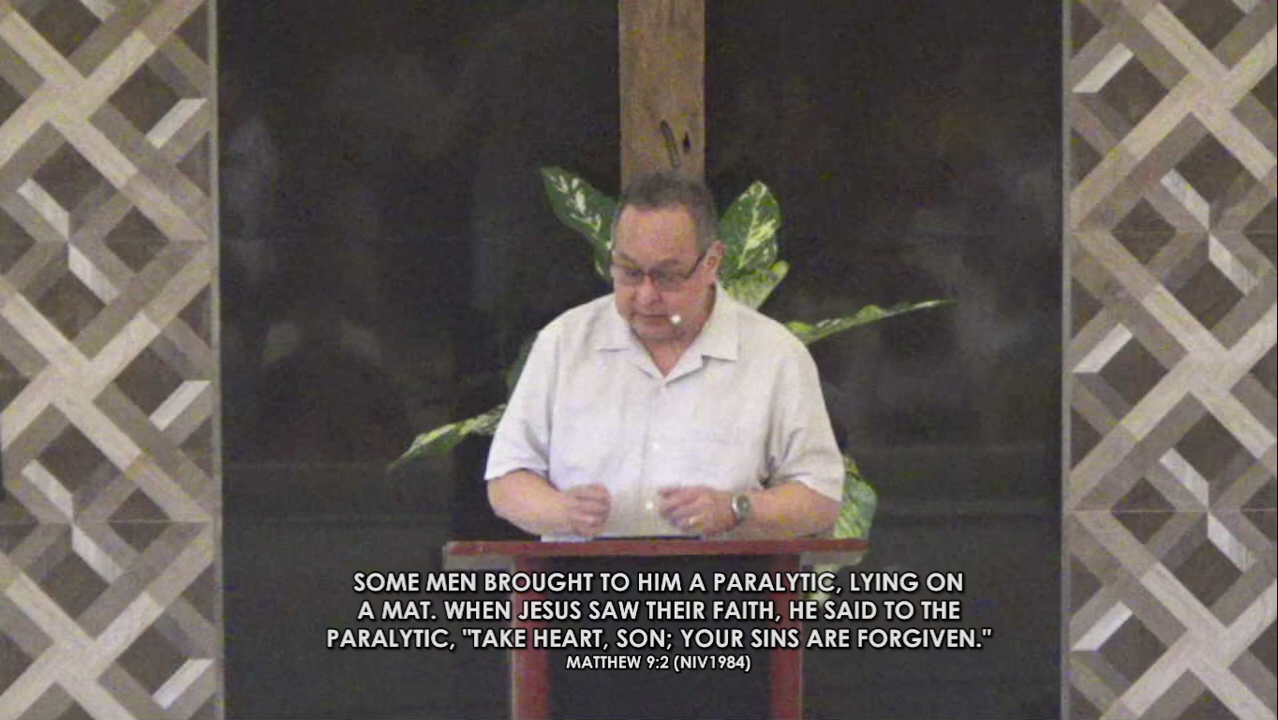 SOME MEN BROUGHT TO HIM A PARALYTIC, LYING ON
A MAT. WHEN JESUS SAW THEIR FAITH, HE SAID TO THE
PARALYTIC, "TAKE HEART, SON; YOUR SINS ARE FORGIVEN."
MATTHEW 9:2 (NIV1984)